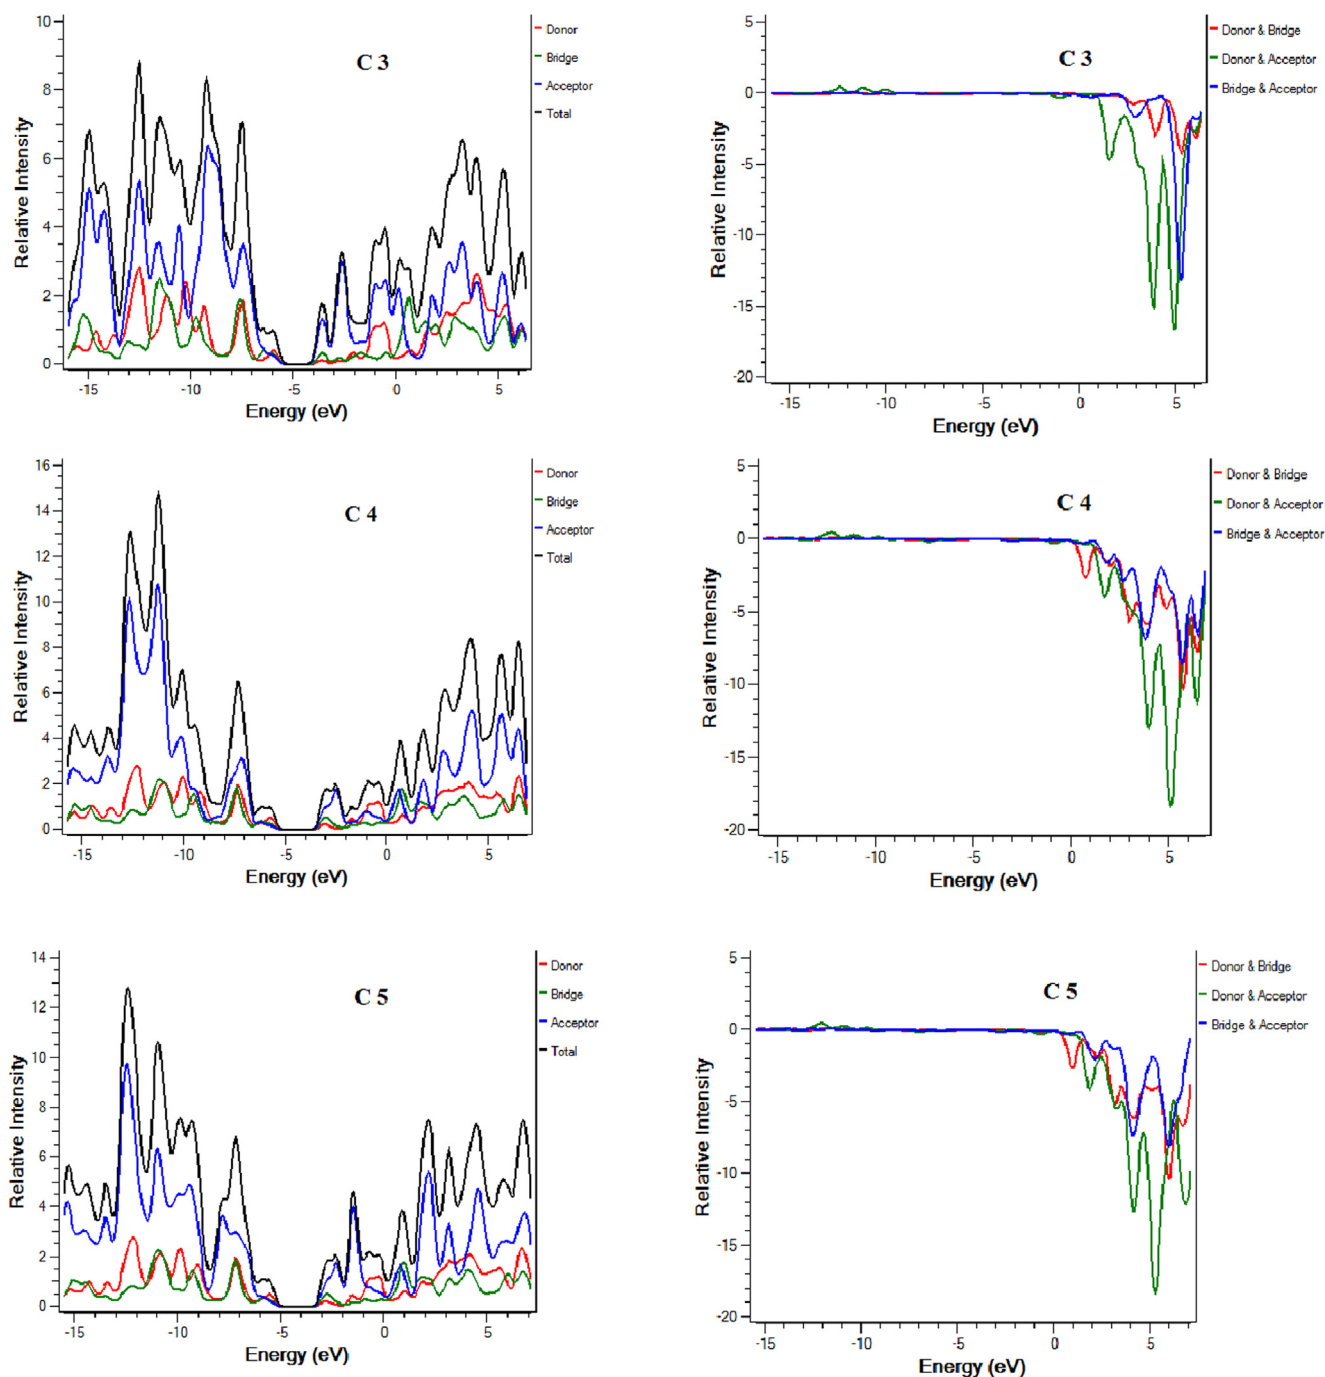 C 3
Donor
Bridge
Acceptor
Total
10
8
6
4
2
0
-15
-10
-5
0
5
Relative Intensity
Energy (eV)
C 3
Donor & Bridge
Donor & Acceptor
Bridge & Acceptor
5
0
-5
-10
-15
-20
-15
-10
-5
0
5
Relative Intensity
Energy (eV)
C 4
Donor
Bridge
Acceptor
Total
16
14
12
10
8
6
4
2
0
-15
-10
-5
0
5
Relative Intensity
Energy (eV)
C 4
Donor & Bridge
Donor & Acceptor
Bridge & Acceptor
5
0
-5
-10
-15
-20
-15
-10
-5
0
5
Relative Intensity
Energy (eV)
C 5
Donor
Bridge
Acceptor
Total
14
12
10
8
6
4
2
0
-15
-10
-5
0
5
Relative Intensity
Energy (eV)
C 5
Donor & Bridge
Donor & Acceptor
Bridge & Acceptor
5
0
-5
-10
-15
-20
-15
-10
-5
0
5
Relative Intensity
Energy (eV)